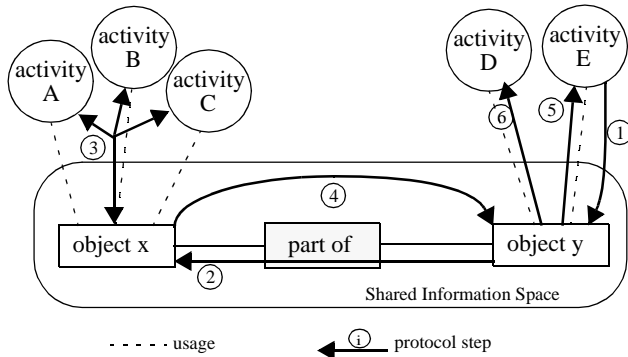 activity
A
activity
B
activity
C
activity
D
activity
E
3
6
5
1
4
object x
part of
object y
2
Shared Information Space
usage
i
protocol step